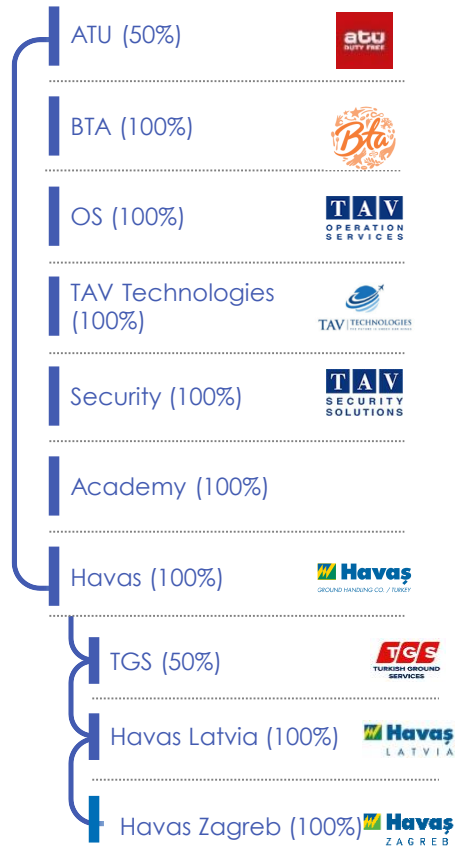 ATU (50%)
atu
DUTY FREE
BTA (100%)
Bta
OS (100%)
TAV
OPERATION
SERVICES
TAV Technologies
(100%)
TAV TECHNOLOGIES
Security (100%)
TAV
SECURITY
SOLUTIONS
Academy (100%)
Havas (100%)
Havaş
GROUND HANDLING CO. / TURKEY
TGS (50%)
TGS
TURKISH GROUND
SERVICES
Havas Latvia (100%)
Havaş
LATVIA
Havas Zagreb (100%)
Havaş
ZAGREB